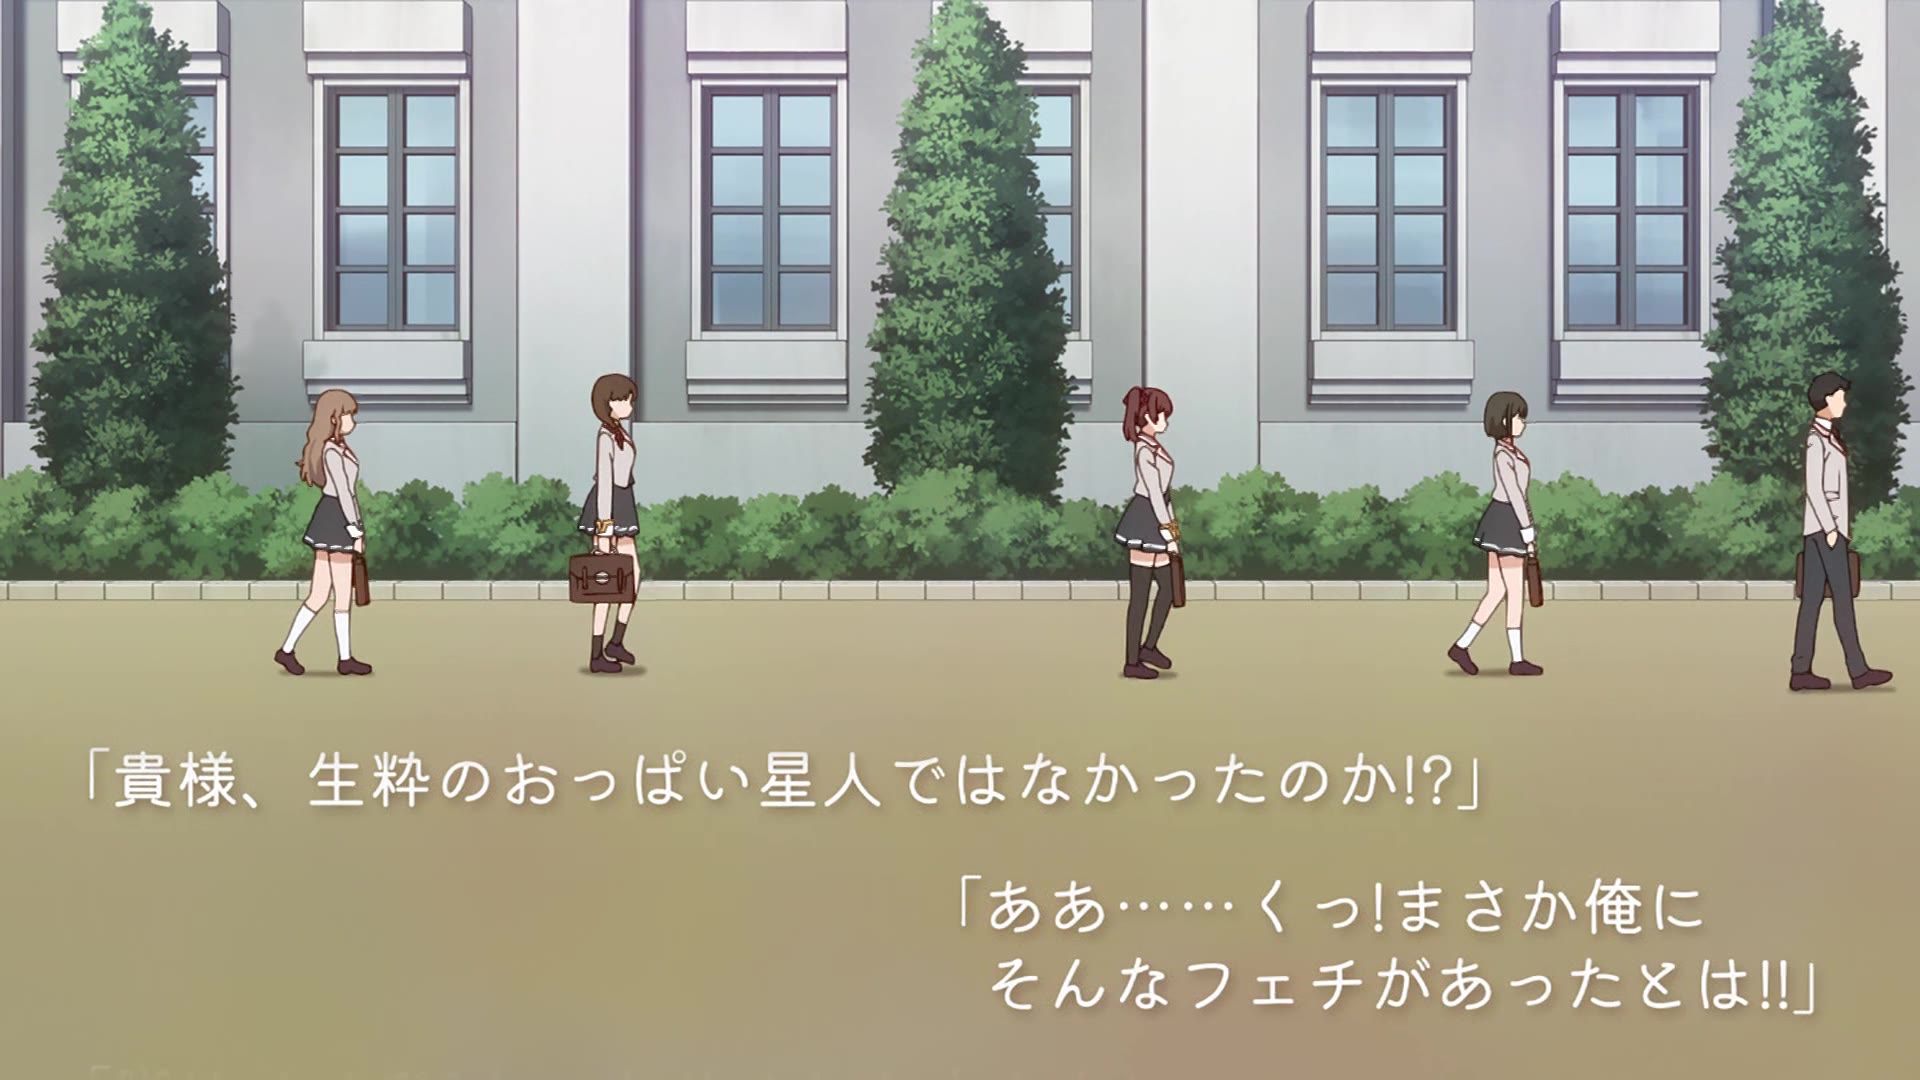 「貴様、生粋のおっぱい星人ではなかったのか!?」
「ああ……くっ!まさか俺に
そんなフェチがあったとは!!」